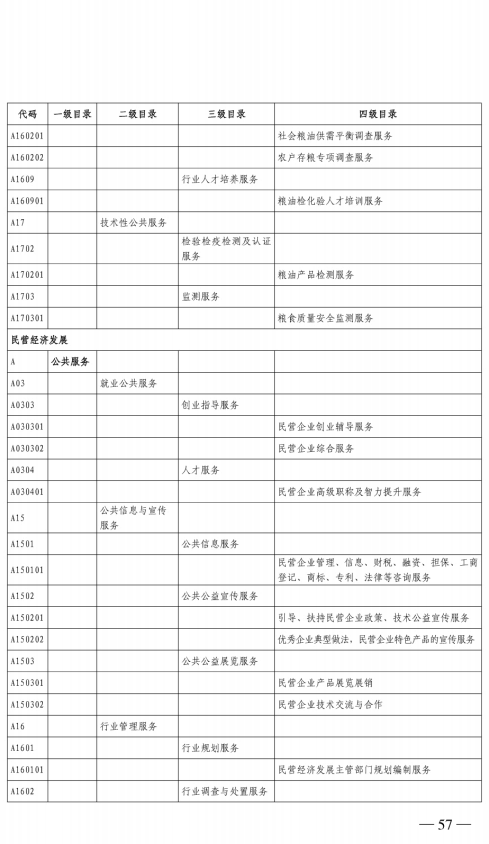 代码 一级目录 二级目录 三级目录 四级目录
A160201 社会粮油供需平衡调查服务
A160202 农户存粮专项调查服务
A1609 行业人才培养服务
A160901 粮油检化验人才培训服务
A17 技术性公共服务
A1702 检验检疫检测及认证
服务
A170201 粮油产品检测服务
A1703 监测服务
A170301 粮食质量安全监测服务
民营经济发展
A 公共服务
A03 就业公共服务
A0303 创业指导服务
A030301 民营企业创业辅导服务
A030302 民营企业综合服务
A0304 人才服务
A030401 民营企业高级职称及智力提升服务
A15 公共信息与宣传
服务
A1501 公共信息服务
A150101 民营企业管理、信息、财税、融资、担保、工商
登记、商标、专利、法律等咨询服务
A1502 公共公益宣传服务
A150201 引导、扶持民营企业政策、技术公益宣传服务
A150202 优秀企业典型做法，民营企业特色产品的宣传服务
A1503 公共公益展览服务
A150301 民营企业产品展览展销
A150302 民营企业技术交流与合作
A16 行业管理服务
A1601 行业规划服务
A160101 民营经济发展主管部门规划编制服务
A1602 行业调查与处置服务
— 57 —